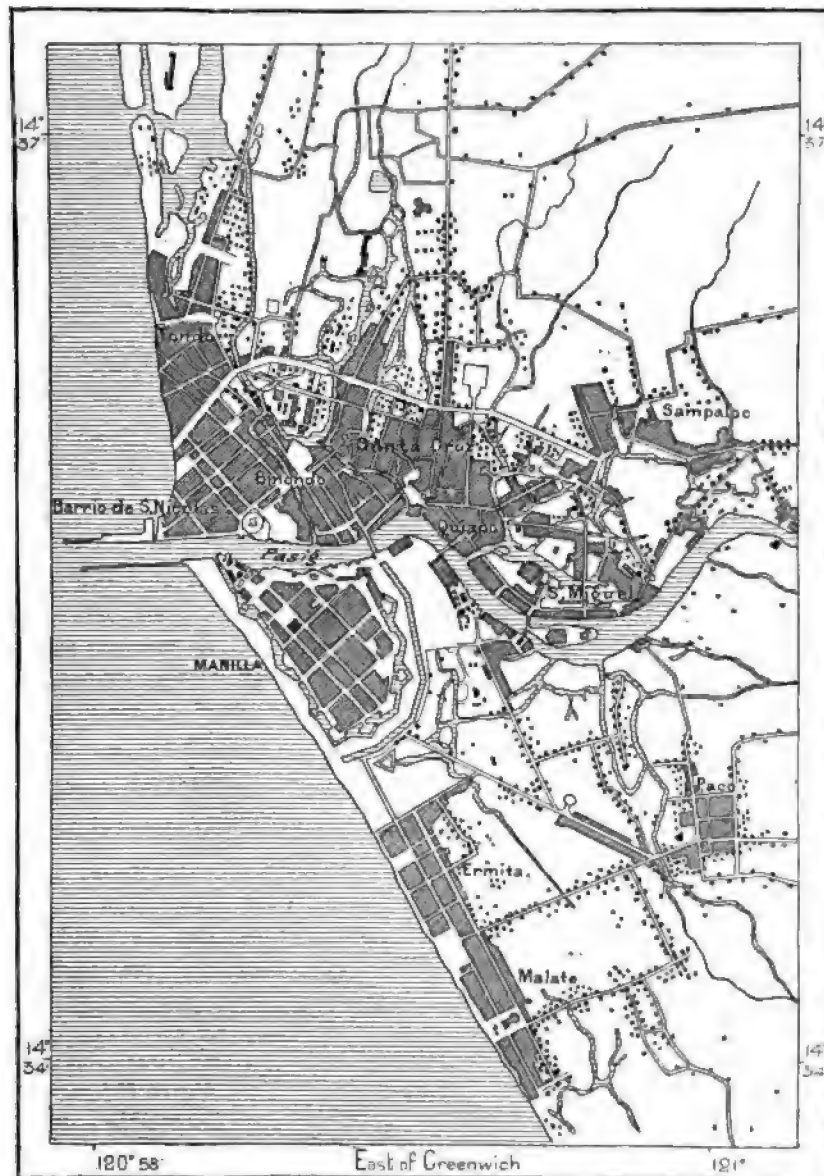 14°
37'
14°
37'
Tondo
Sampaloc
Santa Cruz
Binondo
Barrio de S. Nicolas
Quiapo
Pasig
S. Miguel
MANILLA
Paco
Ermita
Malate
14°
34'
14°
34'
120° 58'
East of Greenwich
121°